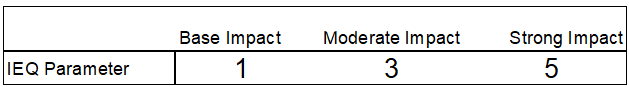 Base Impact Moderate Impact Strong Impact
IEQ Parameter 1 3 5